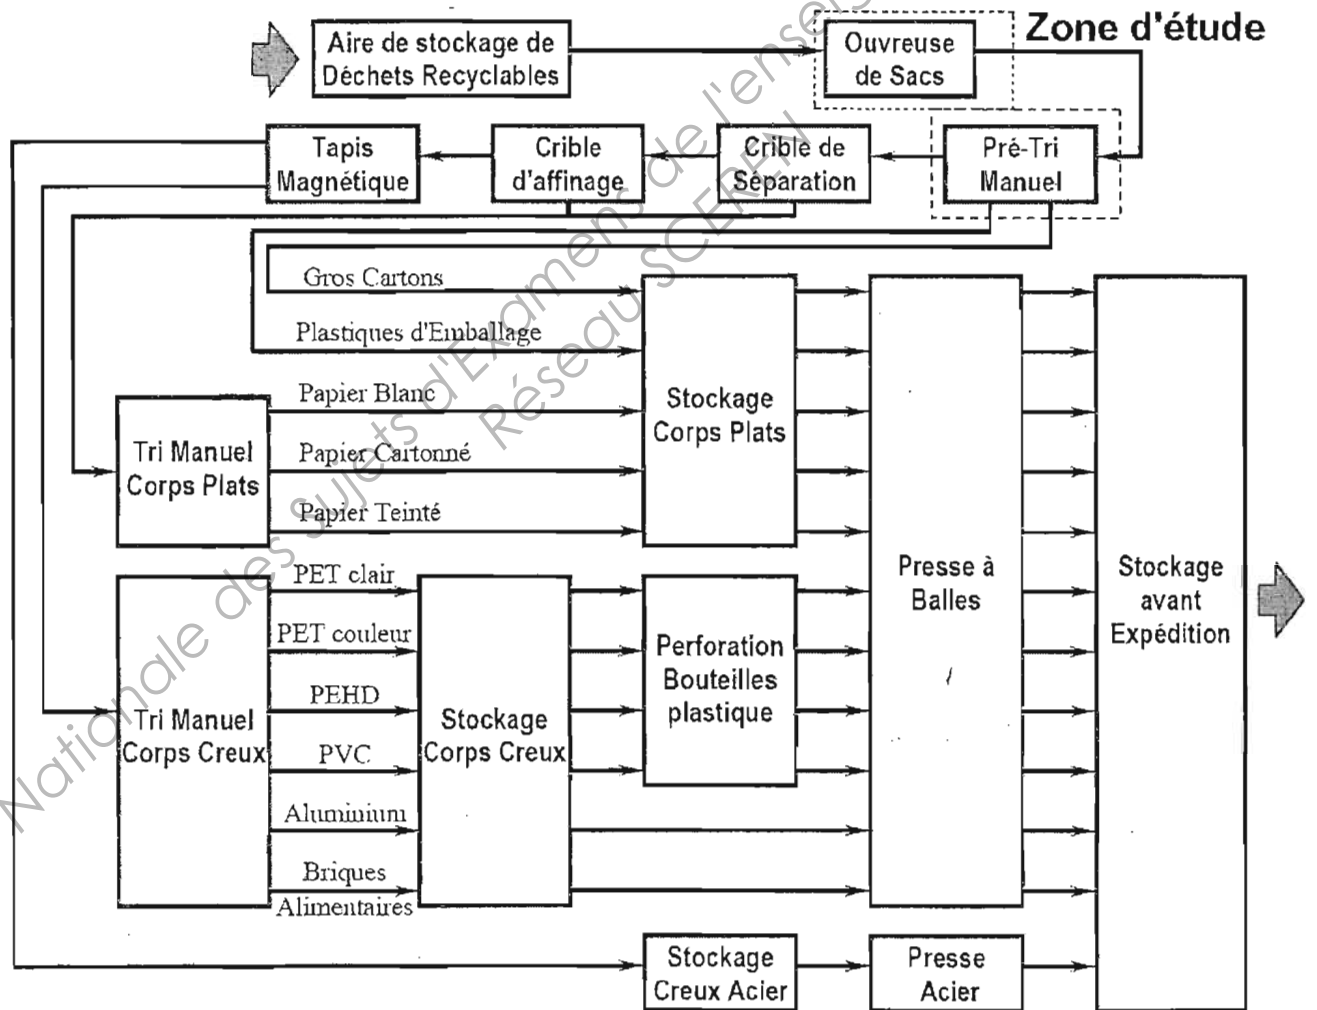 Zone d'étude
Aire de stockage de
Déchets Recyclables
Ouvreuse
de Sacs
Tapis
Magnétique
Crible
d'affinage
Crible de
Séparation
Pré-Tri
Manuel
Gros Cartons
Plastiques d'Emballage
Papier Blanc
Papier Cartonné
Papier Teinté
Tri Manuel
Corps Plats
Stockage
Corps Plats
PET clair
PET couleur
PEHD
PVC
Aluminium
Briques
Alimentaires
Tri Manuel
Corps Creux
Stockage
Corps Creux
Perforation
Bouteilles
plastique
Presse à
Balles
Stockage
avant
Expédition
Stockage
Creux Acier
Presse
Acier
Nationale des Sujets d'Examens de l'enseig
Réseau SCEREN